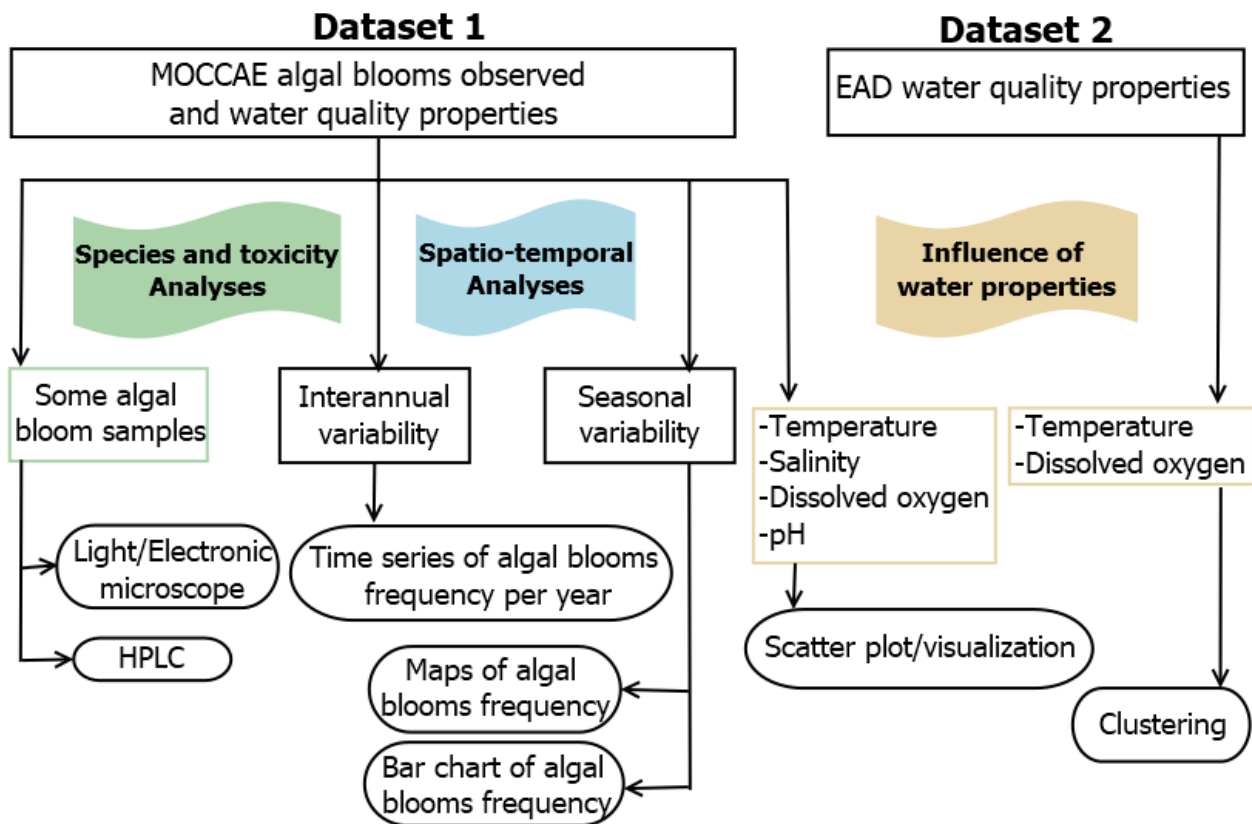 Dataset 1
MOCCAE algal blooms observed
and water quality properties
Dataset 2
EAD water quality properties
Species and toxicity
Analyses
Spatio-temporal
Analyses
Influence of
water properties
Some algal
bloom samples
Interannual
variability
Seasonal
variability
-Temperature
-Salinity
-Dissolved oxygen
-pH
-Temperature
-Dissolved oxygen
Light/Electronic
microscope
HPLC
Time series of algal blooms
frequency per year
Maps of algal
blooms frequency
Bar chart of algal
blooms frequency
Scatter plot/visualization
Clustering